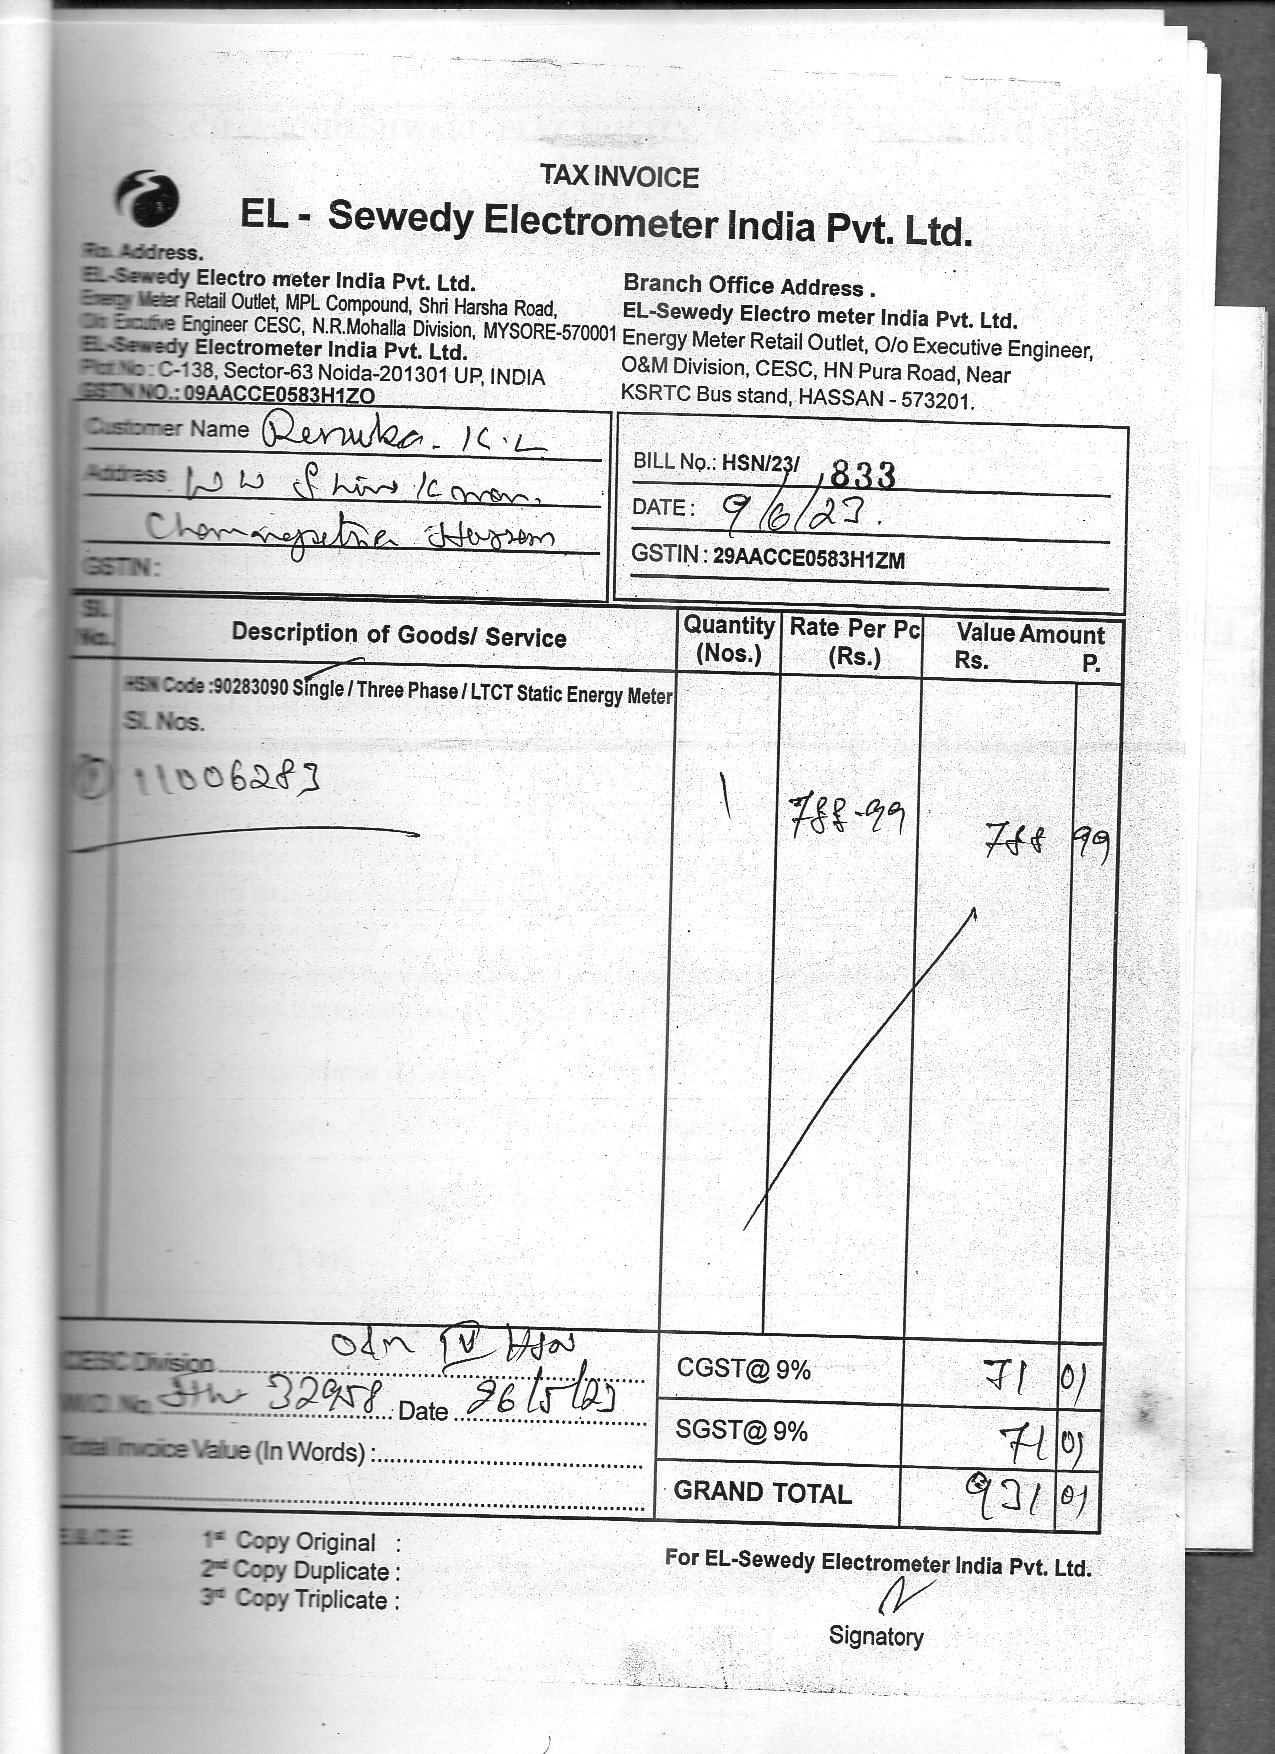 TAX INVOICE
EL - Sewedy Electrometer India Pvt. Ltd.
Ro. Address.
EL-Sewedy Electro meter India Pvt. Ltd.
Energy Meter Retail Outlet, MPL Compound, Shri Harsha Road,
O/o Excutive Engineer CESC, N.R.Mohalla Division, MYSORE-570001
EL-Sewedy Electrometer India Pvt. Ltd.
Plot No : C-138, Sector-63 Noida-201301 UP, INDIA
GSTN NO.: 09AACCE0583H1ZO
Branch Office Address .
EL-Sewedy Electro meter India Pvt. Ltd.
Energy Meter Retail Outlet, O/o Executive Engineer,
O&M Division, CESC, HN Pura Road, Near
KSRTC Bus stand, HASSAN - 573201.
Customer Name Renuka. K.L
Address
Hassan
GSTIN :
BILL No.: HSN/23/ 833
DATE : 9/6/23.
GSTIN : 29AACCE0583H1ZM
Sl. No. Description of Goods/ Service Quantity (Nos.) Rate Per Pc (Rs.) Value Amount Rs. P.
HSN Code :90283090 Single / Three Phase / LTCT Static Energy Meter
Sl. Nos.
① 11006283 1 788-99 788 99
CESC Division HSN
W.O. No. 32958 Date 26/5/23
Total Invoice Value (In Words) :
CGST@ 9% 71 01
SGST@ 9% 71 01
GRAND TOTAL 931 01
E & O E
1st Copy Original :
2nd Copy Duplicate :
3rd Copy Triplicate :
For EL-Sewedy Electrometer India Pvt. Ltd.
Signatory